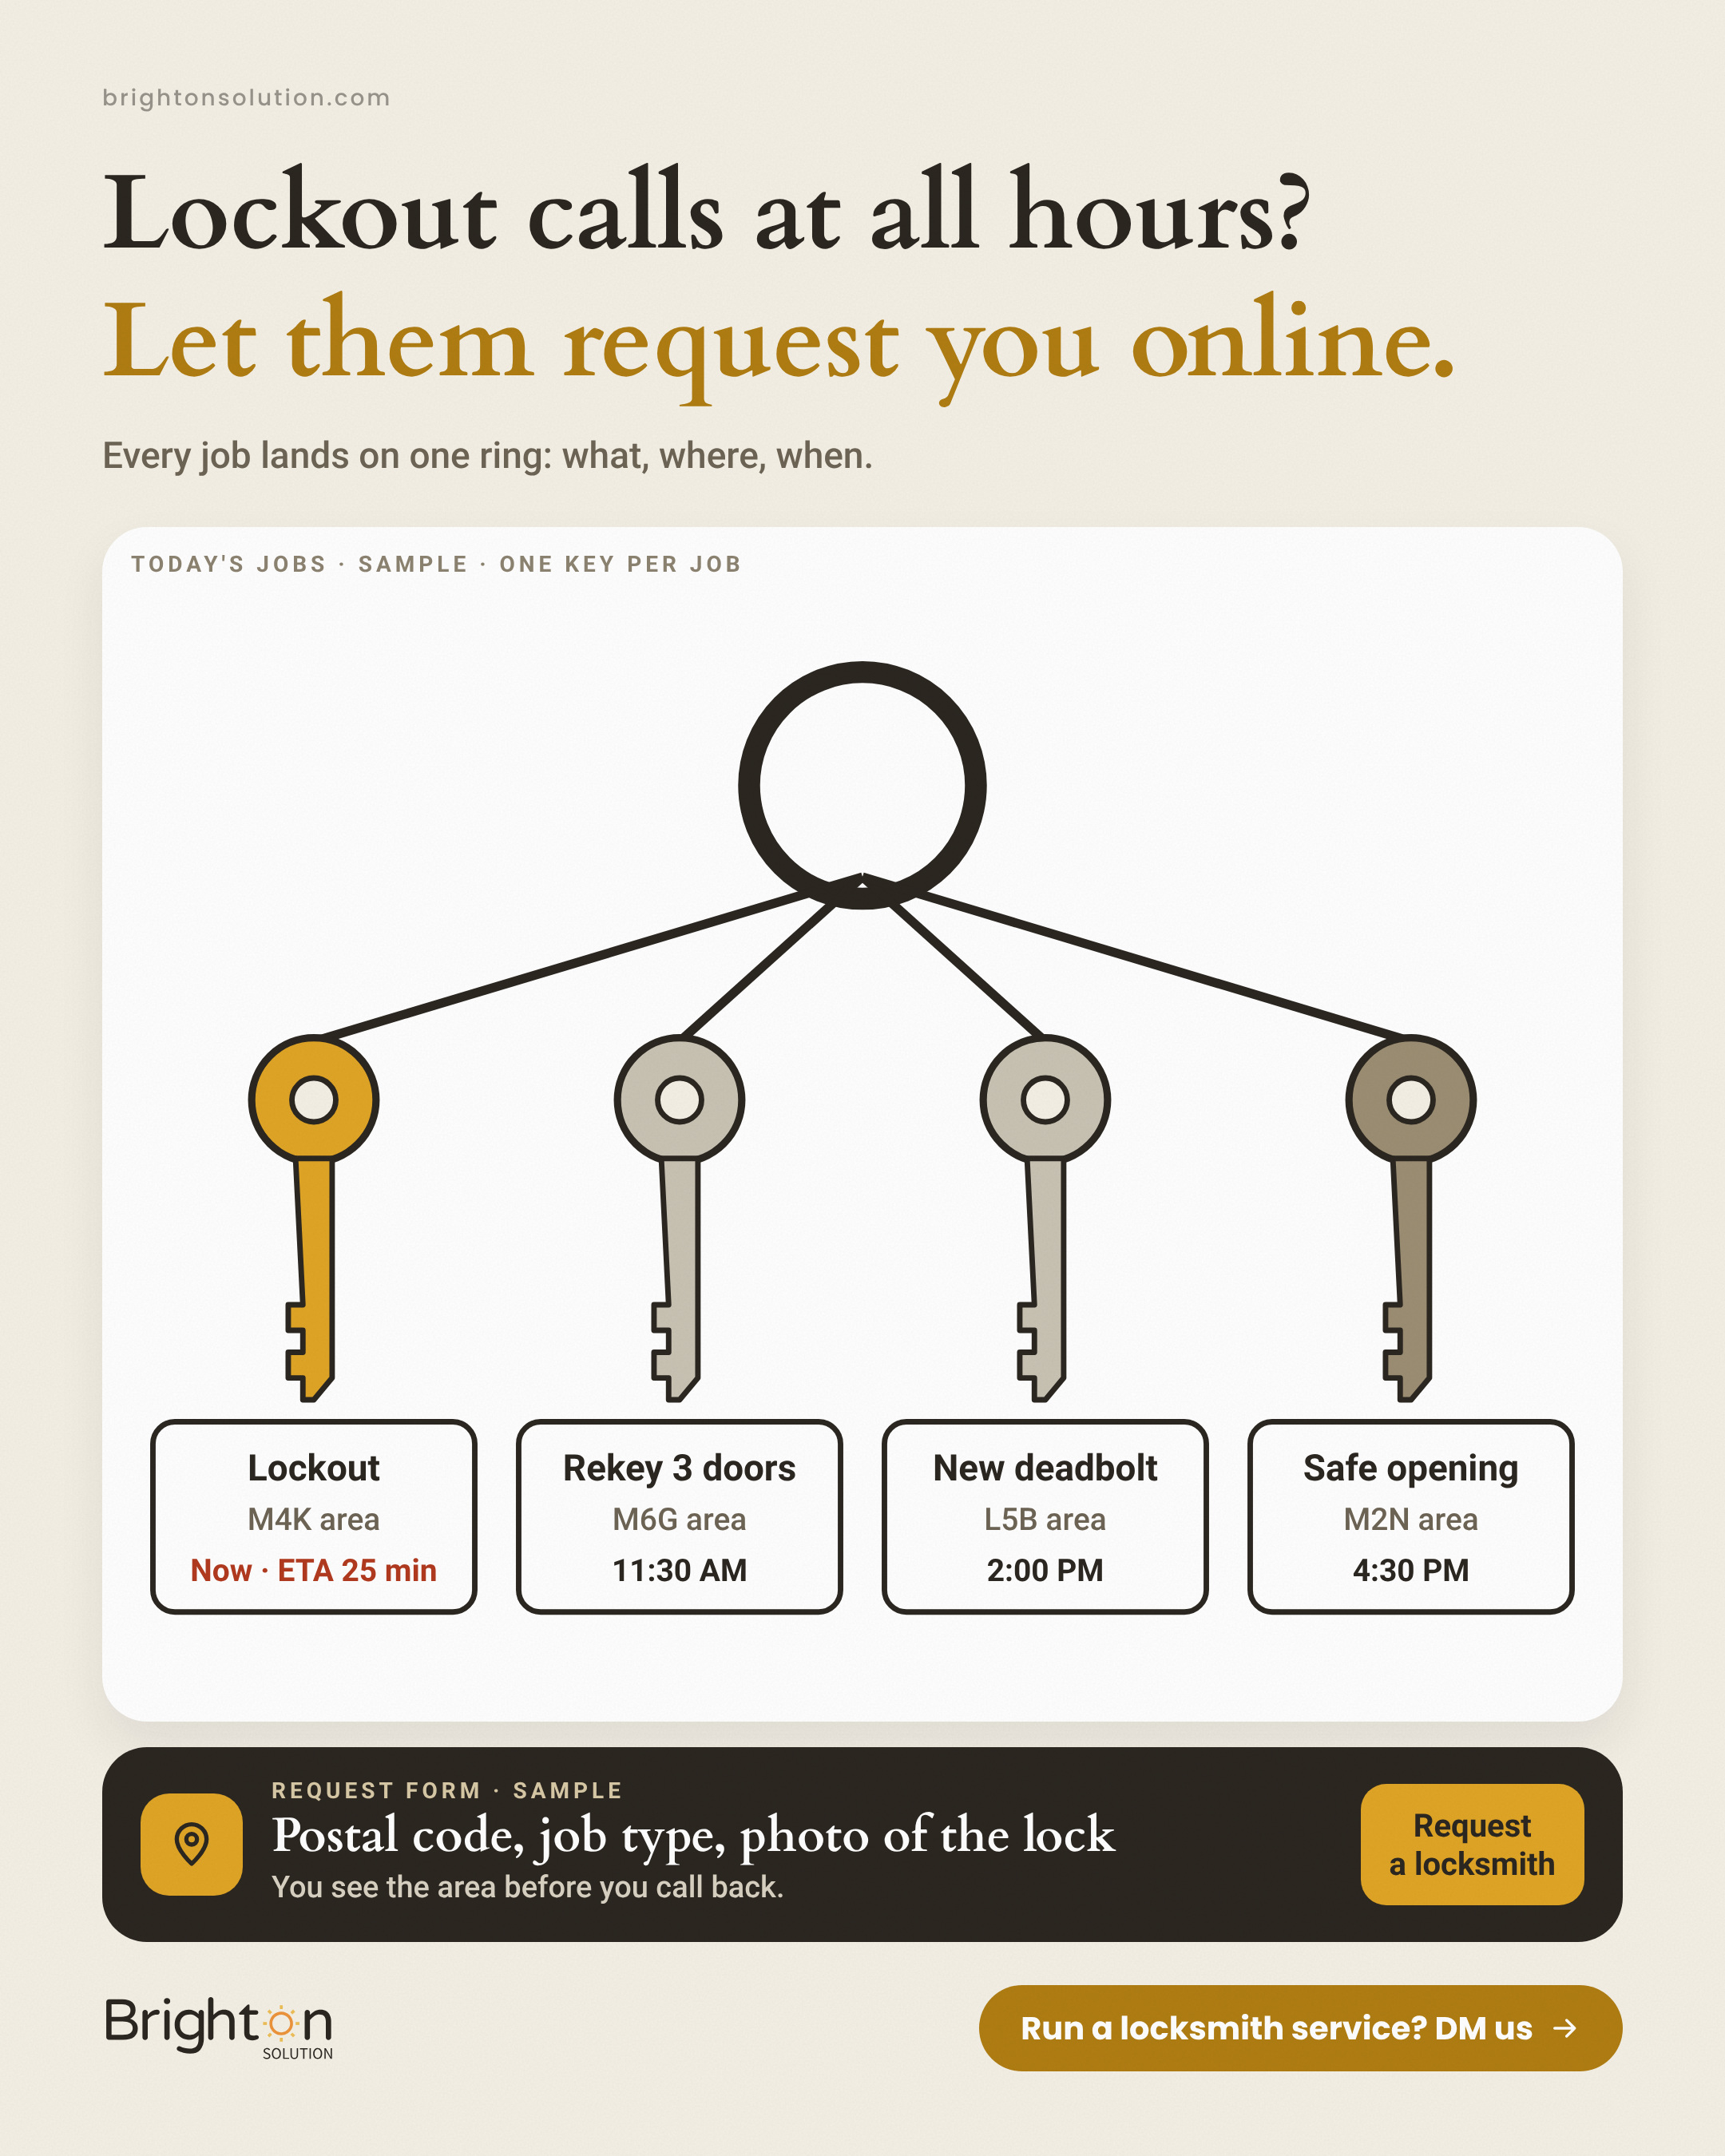 brightonsolution.com
Lockout calls at all hours?
Let them request you online.
Every job lands on one ring: what, where, when.
TODAY'S JOBS · SAMPLE · ONE KEY PER JOB
Lockout
M4K area
Now · ETA 25 min
Rekey 3 doors
M6G area
11:30 AM
New deadbolt
L5B area
2:00 PM
Safe opening
M2N area
4:30 PM
REQUEST FORM · SAMPLE
Postal code, job type, photo of the lock
You see the area before you call back.
Request
a locksmith
Brighton
SOLUTION
Run a locksmith service? DM us →